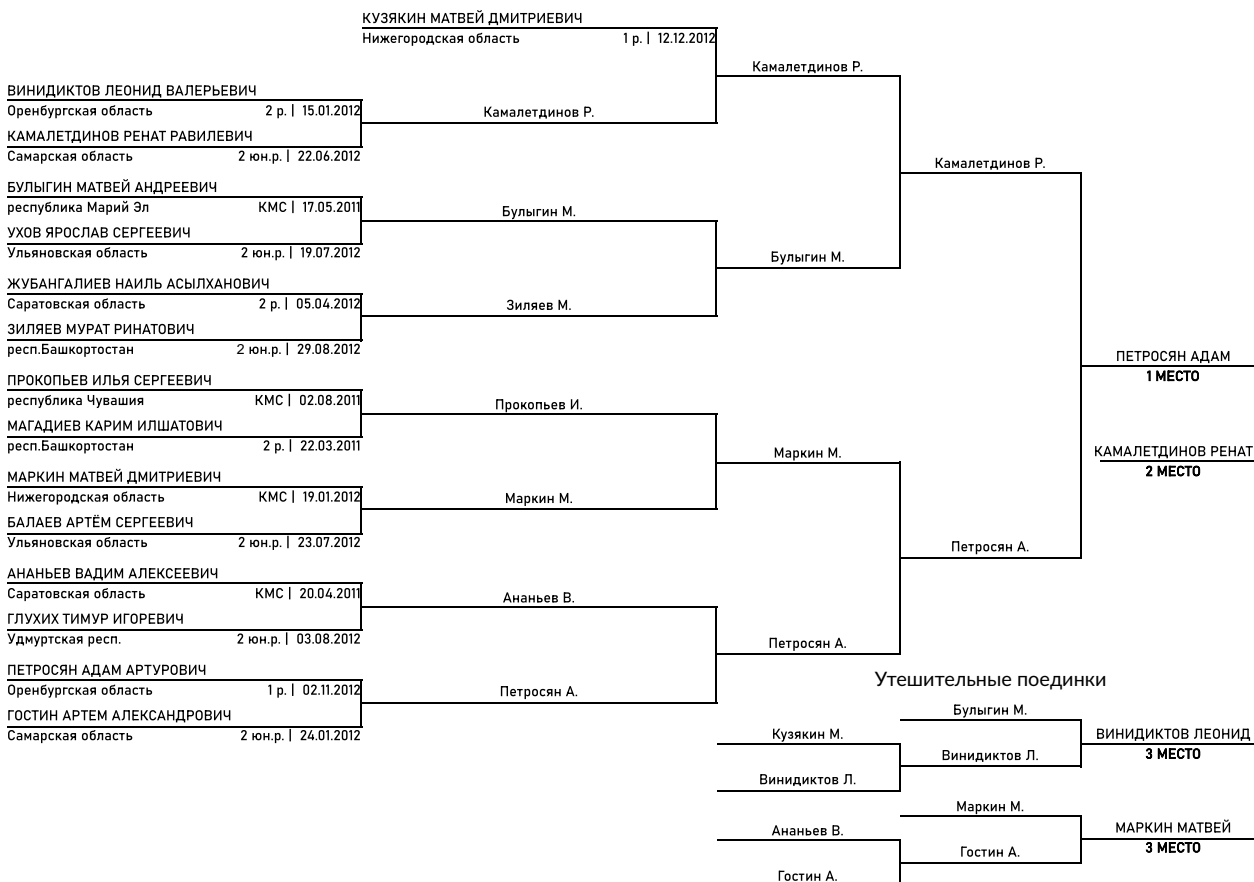 КУЗЯКИН МАТВЕЙ ДМИТРИЕВИЧ
Нижегородская область 1 р. | 12.12.2012
Камалетдинов Р.
ВИНИДИКТОВ ЛЕОНИД ВАЛЕРЬЕВИЧ
Оренбургская область 2 р. | 15.01.2012
Камалетдинов Р.
КАМАЛЕТДИНОВ РЕНАТ РАВИЛЕВИЧ
Самарская область 2 юн.р. | 22.06.2012
Камалетдинов Р.
БУЛЫГИН МАТВЕЙ АНДРЕЕВИЧ
республика Марий Эл КМС | 17.05.2011
Булыгин М.
УХОВ ЯРОСЛАВ СЕРГЕЕВИЧ
Ульяновская область 2 юн.р. | 19.07.2012
Булыгин М.
ЖУБАНГАЛИЕВ НАИЛЬ АСЫЛХАНОВИЧ
Саратовская область 2 р. | 05.04.2012
Зиляев М.
ЗИЛЯЕВ МУРАТ РИНАТОВИЧ
респ.Башкортостан 2 юн.р. | 29.08.2012
ПЕТРОСЯН АДАМ
1 МЕСТО
ПРОКОПЬЕВ ИЛЬЯ СЕРГЕЕВИЧ
республика Чувашия КМС | 02.08.2011
Прокопьев И.
МАГАДИЕВ КАРИМ ИЛШАТОВИЧ
респ.Башкортостан 2 р. | 22.03.2011
Маркин М.
КАМАЛЕТДИНОВ РЕНАТ
2 МЕСТО
МАРКИН МАТВЕЙ ДМИТРИЕВИЧ
Нижегородская область КМС | 19.01.2012
Маркин М.
БАЛАЕВ АРТЁМ СЕРГЕЕВИЧ
Ульяновская область 2 юн.р. | 23.07.2012
Петросян А.
АНАНЬЕВ ВАДИМ АЛЕКСЕЕВИЧ
Саратовская область КМС | 20.04.2011
Ананьев В.
ГЛУХИХ ТИМУР ИГОРЕВИЧ
Удмуртская респ. 2 юн.р. | 03.08.2012
Петросян А.
ПЕТРОСЯН АДАМ АРТУРОВИЧ
Оренбургская область 1 р. | 02.11.2012
Петросян А.
ГОСТИН АРТЕМ АЛЕКСАНДРОВИЧ
Самарская область 2 юн.р. | 24.01.2012
Утешительные поединки
Булыгин М.
Кузякин М.
ВИНИДИКТОВ ЛЕОНИД
3 МЕСТО
Винидиктов Л.
Винидиктов Л.
Маркин М.
Ананьев В.
МАРКИН МАТВЕЙ
3 МЕСТО
Гостин А.
Гостин А.